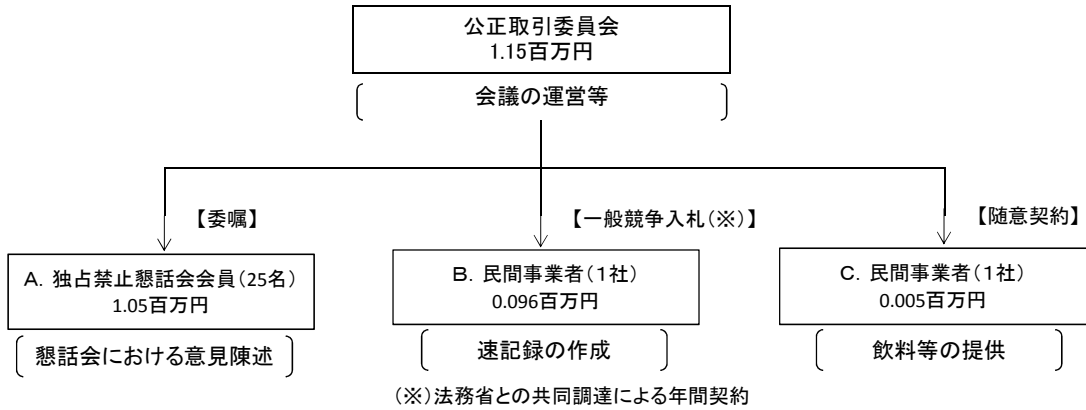 公正取引委員会
1.15百万円
会議の運営等
【委嘱】
【一般競争入札(※)】
【随意契約】
A. 独占禁止懇話会会員(25名)
1.05百万円
B. 民間事業者(1社)
0.096百万円
C. 民間事業者(1社)
0.005百万円
懇話会における意見陳述
速記録の作成
飲料等の提供
(※)法務省との共同調達による年間契約